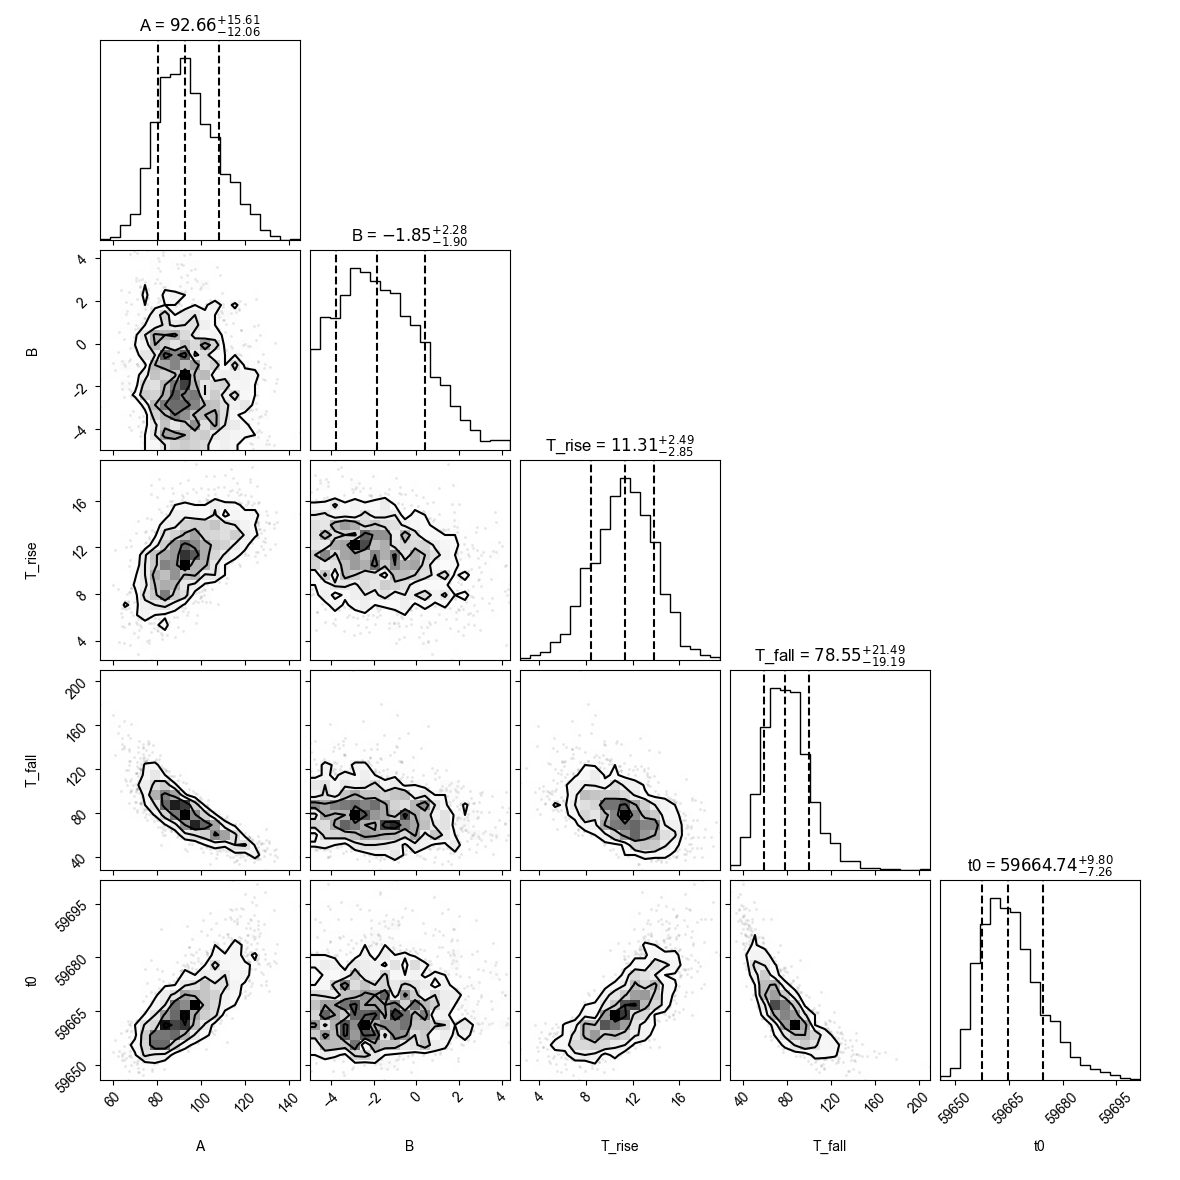 A = 92.66+15.61−12.06
B = −1.85+2.28−1.90
4
2
0
-2
-4
B
T_rise = 11.31+2.49−2.85
16
12
8
4
T_rise
T_fall = 78.55+21.49−19.19
200
160
120
80
40
T_fall
t0 = 59664.74+9.80−7.26
59695
59680
59665
59650
t0
60 80 100 120 140 -4 -2 0 2 4 4 8 12 16 40 80 120 160 200 59650 59665 59680 59695
A B T_rise T_fall t0